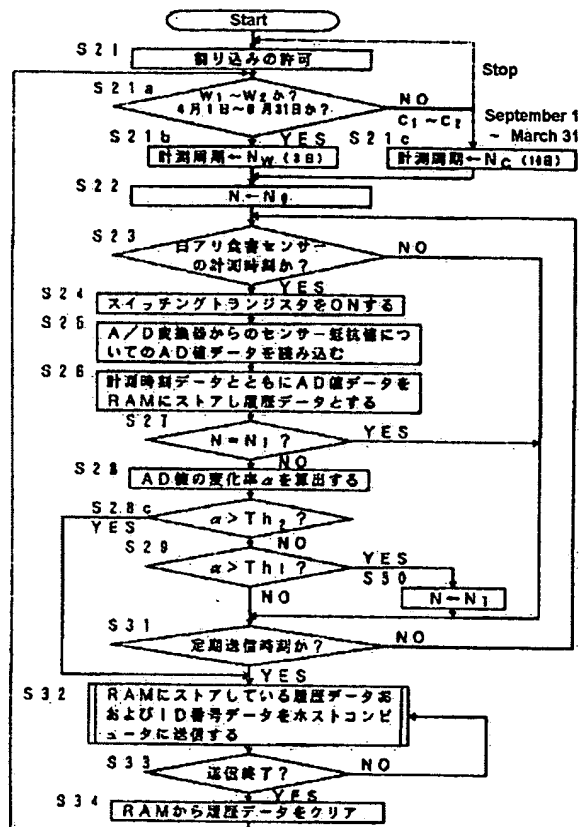 Start
S21
割り込みの許可
Stop
S21a
W1~W2か?
4月1日~8月31日か?
NO
C1~C2
September 1
~ March 31
S21b
YES
S21c
計測周期←NW(3日)
計測周期←NC(14日)
S22
N←N0
S23
白アリ食害センサー
の計測時刻か?
NO
YES
S24
スイッチングトランジスタをONする
S25
A/D変換器からのセンサー抵抗値につ
いてのAD値データを読み込む
S26
計測時刻データとともにAD値データを
RAMにストアし履歴データとする
S27
N=N1?
YES
NO
S28
AD値の変化率αを算出する
S28c
YES
α>Th2?
NO
S29
α>Th1?
YES
S30
N←N1
NO
S31
定期送信時刻か?
NO
YES
S32
RAMにストアしている履歴データお
およびID番号データをホストコンピ
ュータに送信する
S33
送信終了?
NO
YES
S34
RAMから履歴データをクリア